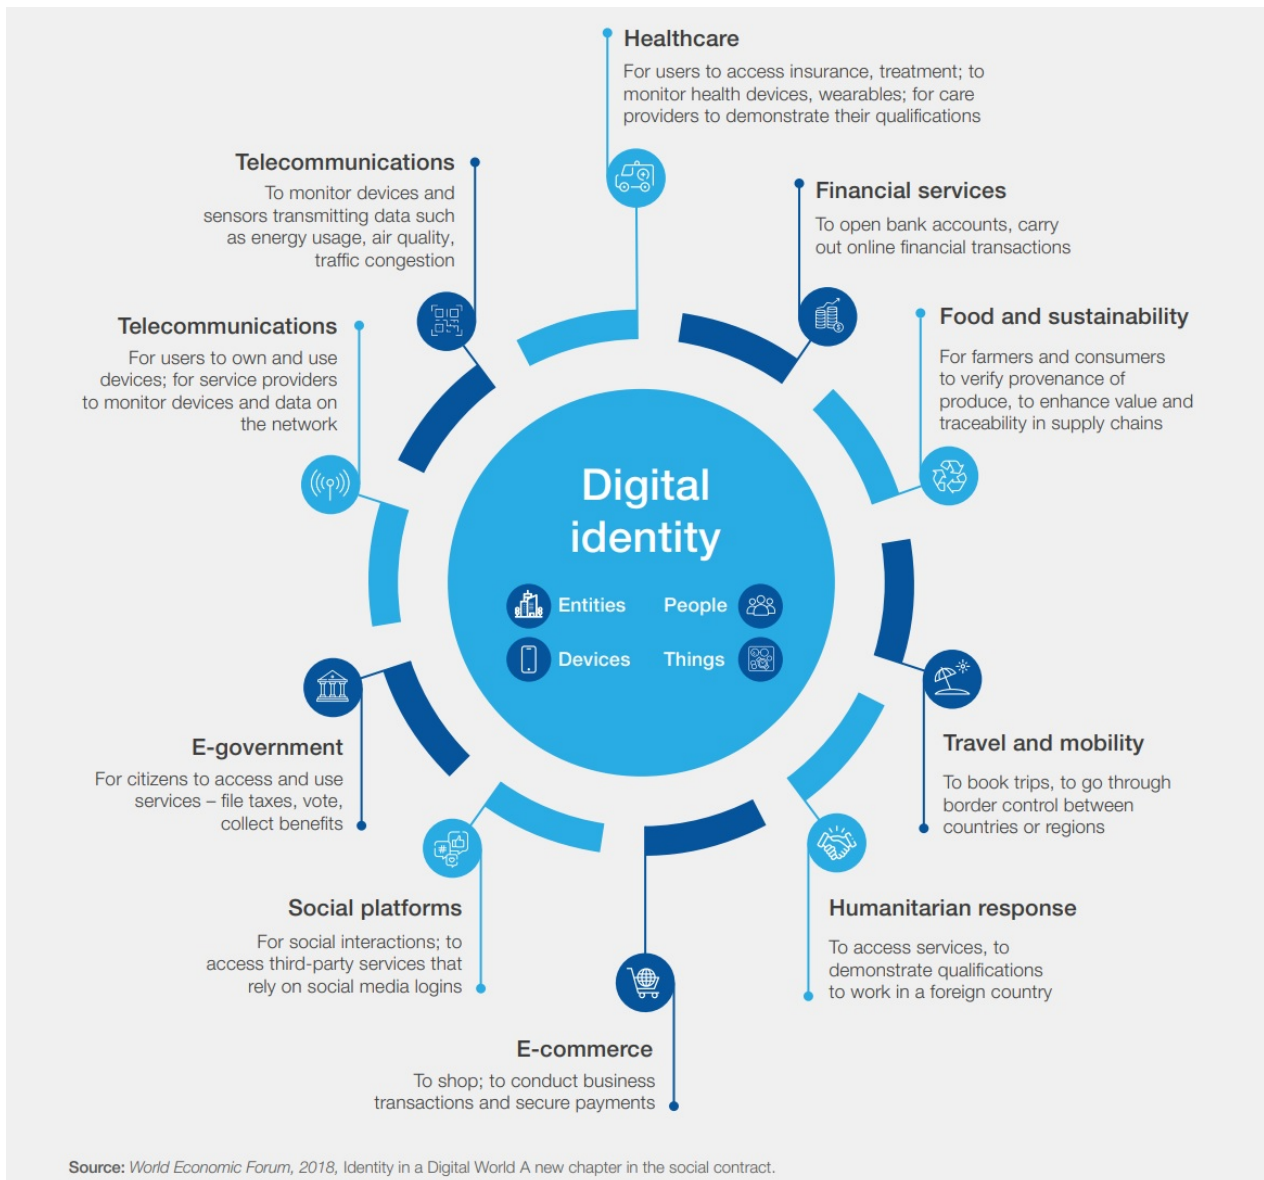 Healthcare
For users to access insurance, treatment; to
monitor health devices, wearables; for care
providers to demonstrate their qualifications
Telecommunications
To monitor devices and
sensors transmitting data such
as energy usage, air quality,
traffic congestion
Financial services
To open bank accounts, carry
out online financial transactions
Telecommunications
For users to own and use
devices; for service providers
to monitor devices and data on
the network
Food and sustainability
For farmers and consumers
to verify provenance of
produce, to enhance value and
traceability in supply chains
Digital
identity
Entities
People
Devices
Things
E-government
For citizens to access and use
services – file taxes, vote,
collect benefits
Travel and mobility
To book trips, to go through
border control between
countries or regions
Social platforms
For social interactions; to
access third-party services that
rely on social media logins
Humanitarian response
To access services, to
demonstrate qualifications
to work in a foreign country
E-commerce
To shop; to conduct business
transactions and secure payments
Source: World Economic Forum, 2018, Identity in a Digital World A new chapter in the social contract.